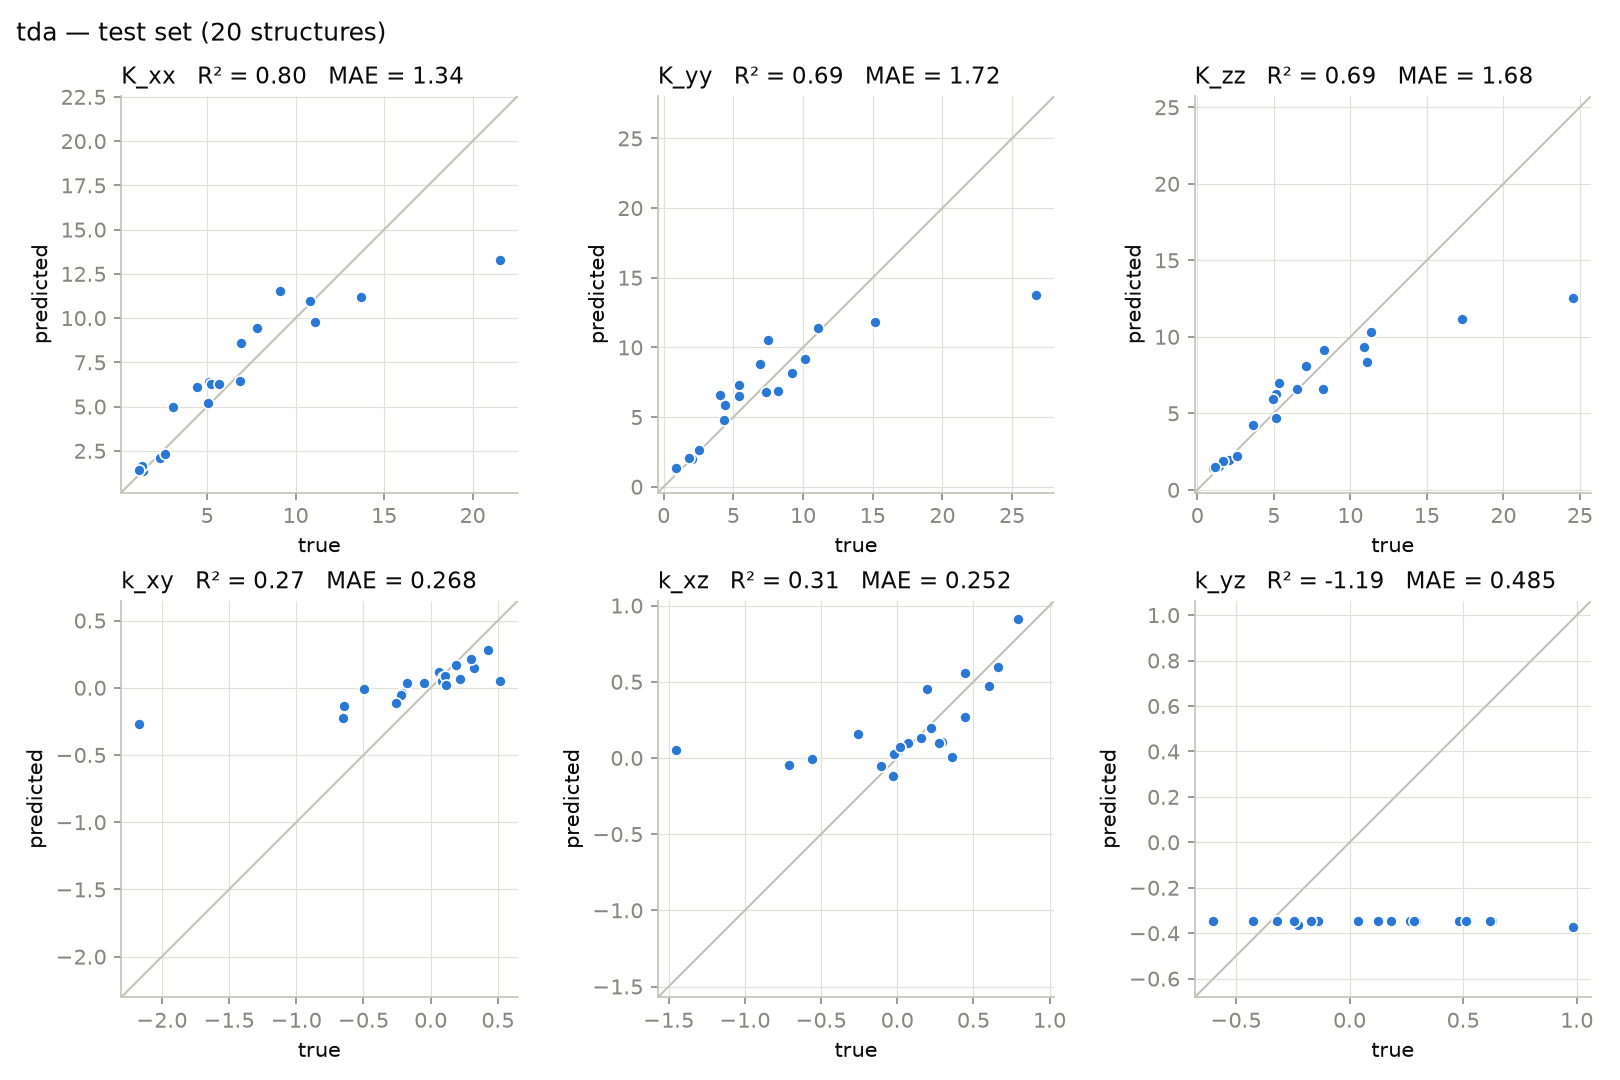 tda — test set (20 structures)
K_xx R² = 0.80 MAE = 1.34
22.5
20.0
17.5
15.0
12.5
10.0
7.5
5.0
2.5
predicted
5 10 15 20
true
K_yy R² = 0.69 MAE = 1.72
25
20
15
10
5
0
predicted
0 5 10 15 20 25
true
K_zz R² = 0.69 MAE = 1.68
25
20
15
10
5
0
predicted
0 5 10 15 20 25
true
k_xy R² = 0.27 MAE = 0.268
0.5
0.0
−0.5
−1.0
−1.5
−2.0
predicted
−2.0 −1.5 −1.0 −0.5 0.0 0.5
true
k_xz R² = 0.31 MAE = 0.252
1.0
0.5
0.0
−0.5
−1.0
−1.5
predicted
−1.5 −1.0 −0.5 0.0 0.5 1.0
true
k_yz R² = -1.19 MAE = 0.485
1.0
0.8
0.6
0.4
0.2
0.0
−0.2
−0.4
−0.6
predicted
−0.5 0.0 0.5 1.0
true